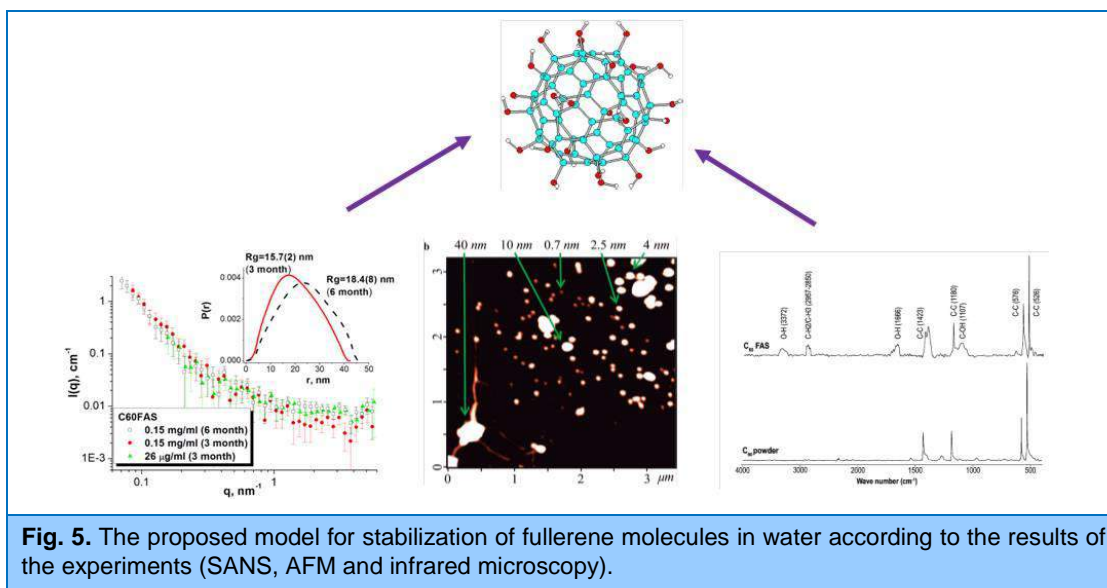 b 40 nm 10 nm 0.7 nm 2.5 nm 4 nm
Rg=15.7(2) nm
(3 month)
Rg=18.4(8) nm
(6 month)
0.004
0.002
0.000
P(r)
0 10 20 30 40 50
r, nm
1
0.1
0.01
1E-3
I(q), cm-1
C60FAS
0.15 mg/ml (6 month)
0.15 mg/ml (3 month)
26 µg/ml (3 month)
0.1 1
q, nm-1
3
2
1
0
0 1 2 3 µm
O-H (3372)
C-H2/C-H3 (2957-2850)
O-H (1666)
C-C (1423)
C-C (1180)
C-OH (1107)
C-C (576)
C-C (526)
C60 FAS
C60 powder
4000 3000 2000 1500 1000 500 400
Wave number (cm-1)
Fig. 5. The proposed model for stabilization of fullerene molecules in water according to the results of
the experiments (SANS, AFM and infrared microscopy).